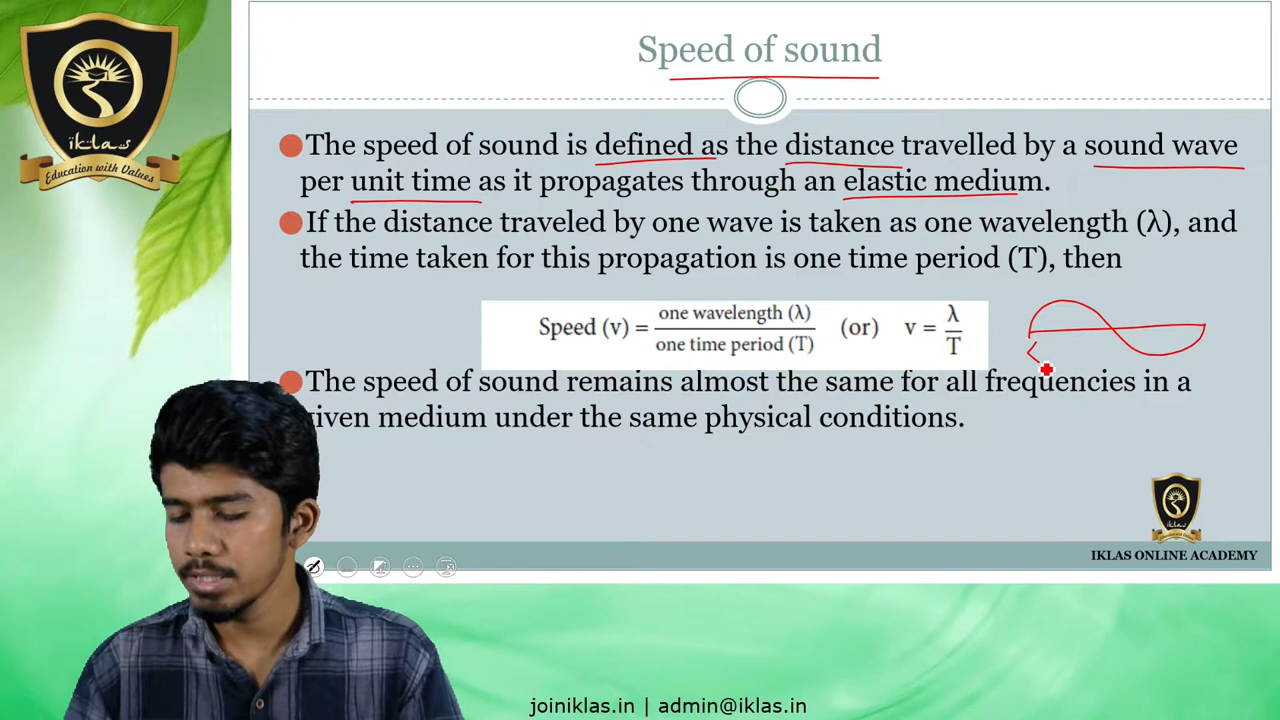 Speed of sound
The speed of sound is defined as the distance travelled by a sound wave
per unit time as it propagates through an elastic medium.
If the distance traveled by one wave is taken as one wavelength (λ), and
the time taken for this propagation is one time period (T), then
Speed (v) = one wavelength (λ) / one time period (T) (or) v = λ / T
The speed of sound remains almost the same for all frequencies in a
given medium under the same physical conditions.
iklas
Education with Values
IKLAS ONLINE ACADEMY
joiniklas.in | admin@iklas.in